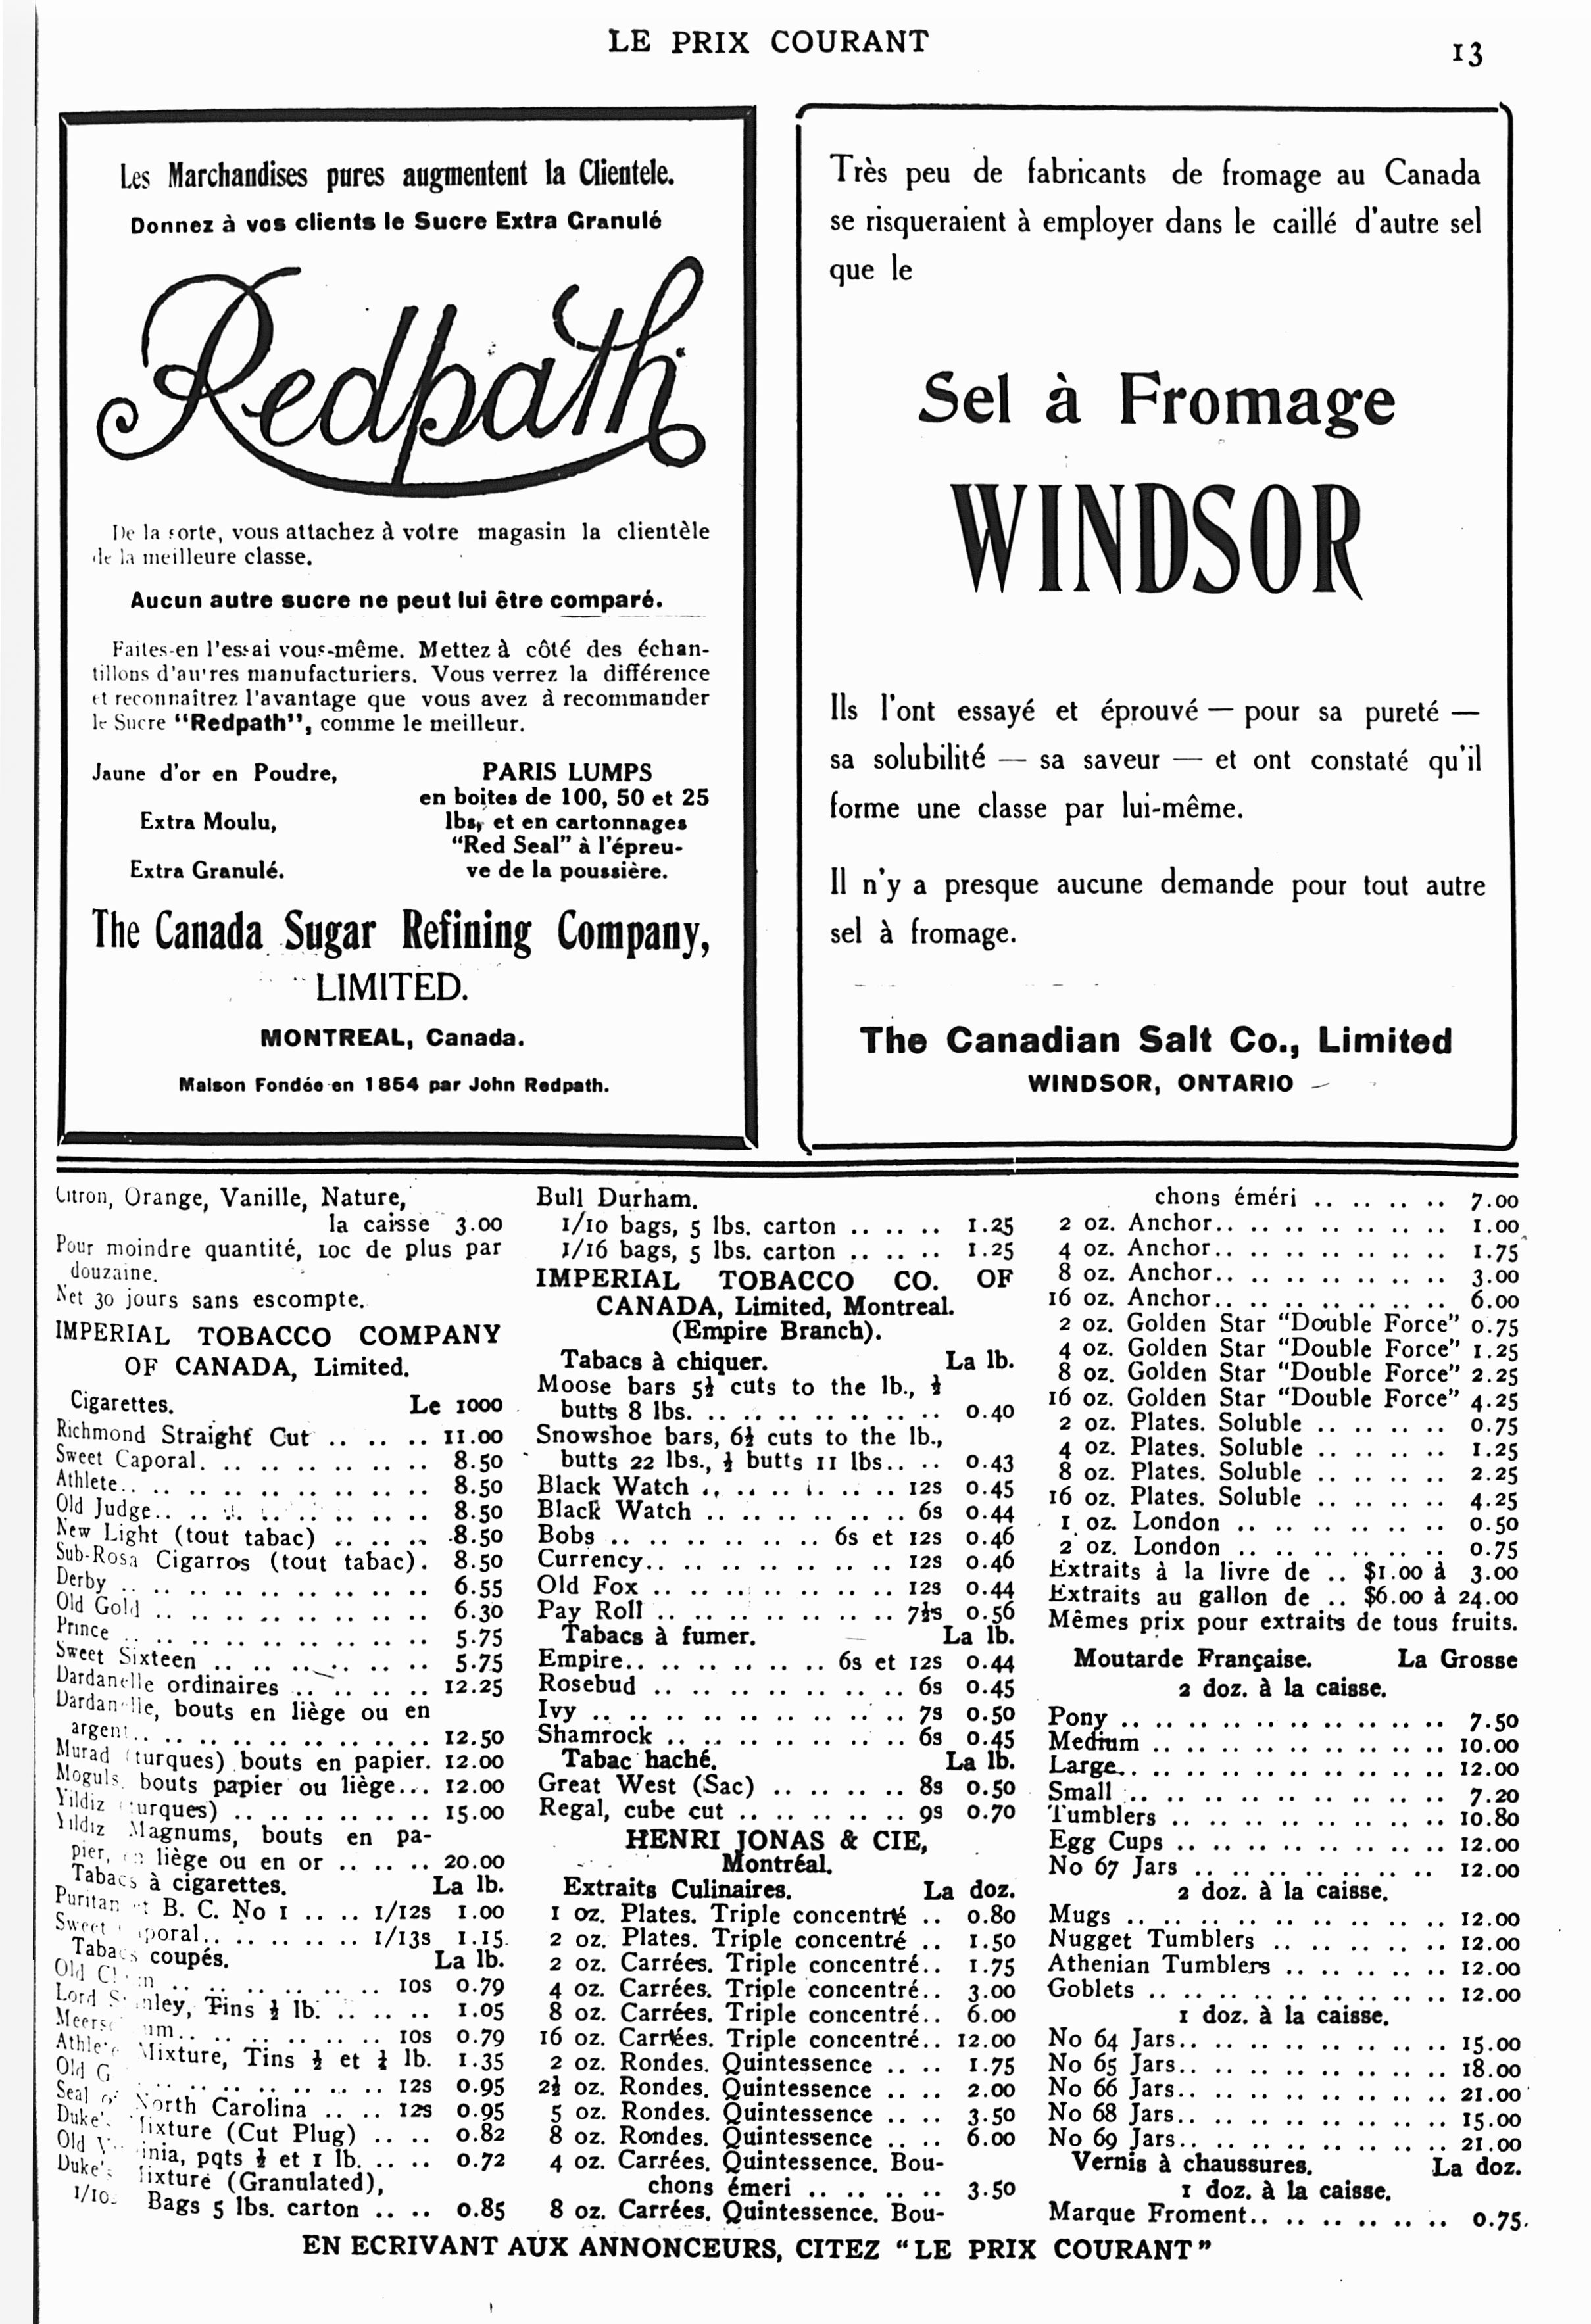 LE PRIX COURANT
13
Les Marchandises pures augmentent la Clientele.
Donnez à vos clients le Sucre Extra Granulé
Redpath
De la sorte, vous attachez à votre magasin la clientèle
de la meilleure classe.
Aucun autre sucre ne peut lui être comparé.
Faites-en l'essai vous-même. Mettez à côté des échan-
tillons d'autres manufacturiers. Vous verrez la différence
et reconnaîtrez l'avantage que vous avez à recommander
le Sucre "Redpath", comme le meilleur.
Jaune d'or en Poudre,
Extra Moulu,
Extra Granulé.
PARIS LUMPS
en boites de 100, 50 et 25
lbs, et en cartonnages
"Red Seal" à l'épreu-
ve de la poussière.
The Canada Sugar Refining Company,
LIMITED.
MONTREAL, Canada.
Maison Fondée en 1854 par John Redpath.
Très peu de fabricants de fromage au Canada
se risqueraient à employer dans le caillé d'autre sel
que le
Sel à Fromage
WINDSOR
Ils l'ont essayé et éprouvé — pour sa pureté —
sa solubilité — sa saveur — et ont constaté qu'il
forme une classe par lui-même.
Il n'y a presque aucune demande pour tout autre
sel à fromage.
The Canadian Salt Co., Limited
WINDSOR, ONTARIO
Citron, Orange, Vanille, Nature,
la caisse 3.00
Pour moindre quantité, 10c de plus par
douzaine.
Net 30 jours sans escompte.
IMPERIAL TOBACCO COMPANY
OF CANADA, Limited.
Cigarettes. Le 1000
Richmond Straight Cut .. .. .. 11.00
Sweet Caporal. .. .. .. .. .. .. 8.50
Athlete.. .. .. .. .. .. .. .. .. 8.50
Old Judge.. .. .. .. .. .. .. .. 8.50
New Light (tout tabac) .. .. .. 8.50
Sub-Rosa Cigarros (tout tabac). 8.50
Derby .. .. .. .. .. .. .. .. .. 6.55
Old Gold .. .. .. .. .. .. .. .. 6.30
Prince .. .. .. .. .. .. .. .. .. 5.75
Sweet Sixteen .. .. .. .. .. .. 5.75
Dardanelle ordinaires .. .. .. .. 12.25
Dardanelle, bouts en liège ou en
argent.. .. .. .. .. .. .. .. .. 12.50
Murad (turques) bouts en papier. 12.00
Moguls, bouts papier ou liège... 12.00
Yildiz (turques) .. .. .. .. .. .. 15.00
Yildiz Magnums, bouts en pa-
pier, en liège ou en or .. .. .. 20.00
Tabacs à cigarettes. La lb.
Puritan et B. C. No 1 .. .. 1/12s 1.00
Sweet Caporal.. .. .. .. .. 1/13s 1.15
Tabacs coupés. La lb.
Old .. .. .. .. .. .. 10s 0.79
Lord Stanley, Tins ½ lb. .. .. .. 1.05
Meerschaum.. .. .. .. .. .. 10s 0.79
Athlete Mixture, Tins ½ et ¼ lb. 1.35
Old .. .. .. .. .. .. 12s 0.95
Seal of North Carolina .. .. 12s 0.95
Duke's Mixture (Cut Plug) .. .. 0.82
Old Virginia, pqts ½ et 1 lb. .. .. 0.72
Duke's Mixture (Granulated),
1/10s Bags 5 lbs. carton .. .. 0.85
Bull Durham.
1/10 bags, 5 lbs. carton .. .. .. 1.25
1/16 bags, 5 lbs. carton .. .. .. 1.25
IMPERIAL TOBACCO CO. OF
CANADA, Limited, Montreal.
(Empire Branch).
Tabacs à chiquer. La lb.
Moose bars 5½ cuts to the lb., ½
butts 8 lbs. .. .. .. .. .. .. .. 0.40
Snowshoe bars, 6½ cuts to the lb.,
butts 22 lbs., ½ butts 11 lbs.. .. .. 0.43
Black Watch .. .. .. .. .. .. 12s 0.45
Black Watch .. .. .. .. .. .. 6s 0.44
Bobs .. .. .. .. .. .. 6s et 12s 0.46
Currency.. .. .. .. .. .. .. 12s 0.46
Old Fox .. .. .. .. .. .. .. 12s 0.44
Pay Roll .. .. .. .. .. .. .. 7½s 0.56
Tabacs à fumer. La lb.
Empire.. .. .. .. .. .. 6s et 12s 0.44
Rosebud .. .. .. .. .. .. .. 6s 0.45
Ivy .. .. .. .. .. .. .. .. .. 7s 0.50
Shamrock .. .. .. .. .. .. .. 6s 0.45
Tabac haché. La lb.
Great West (Sac) .. .. .. .. 8s 0.50
Regal, cube cut .. .. .. .. .. 9s 0.70
HENRI JONAS & CIE,
Montréal.
Extraits Culinaires. La doz.
1 oz. Plates. Triple concentré .. 0.80
2 oz. Plates. Triple concentré .. 1.50
2 oz. Carrées. Triple concentré.. 1.75
4 oz. Carrées. Triple concentré.. 3.00
8 oz. Carrées. Triple concentré.. 6.00
16 oz. Carrées. Triple concentré.. 12.00
2 oz. Rondes. Quintessence .. .. 1.75
2½ oz. Rondes. Quintessence .. .. 2.00
5 oz. Rondes. Quintessence .. .. 3.50
8 oz. Rondes. Quintessence .. .. 6.00
4 oz. Carrées. Quintessence. Bou-
chons émeri .. .. .. .. .. 3.50
8 oz. Carrées. Quintessence. Bou-
chons éméri .. .. .. .. .. 7.00
2 oz. Anchor.. .. .. .. .. .. .. 1.00
4 oz. Anchor.. .. .. .. .. .. .. 1.75
8 oz. Anchor.. .. .. .. .. .. .. 3.00
16 oz. Anchor.. .. .. .. .. .. .. 6.00
2 oz. Golden Star "Double Force" 0.75
4 oz. Golden Star "Double Force" 1.25
8 oz. Golden Star "Double Force" 2.25
16 oz. Golden Star "Double Force" 4.25
2 oz. Plates. Soluble .. .. .. .. 0.75
4 oz. Plates. Soluble .. .. .. .. 1.25
8 oz. Plates. Soluble .. .. .. .. 2.25
16 oz. Plates. Soluble .. .. .. .. 4.25
1 oz. London .. .. .. .. .. .. 0.50
2 oz. London .. .. .. .. .. .. 0.75
Extraits à la livre de .. $1.00 à 3.00
Extraits au gallon de .. $6.00 à 24.00
Mêmes prix pour extraits de tous fruits.
Moutarde Française. La Grosse
2 doz. à la caisse.
Pony .. .. .. .. .. .. .. .. .. 7.50
Medium .. .. .. .. .. .. .. .. 10.00
Large.. .. .. .. .. .. .. .. .. 12.00
Small .. .. .. .. .. .. .. .. .. 7.20
Tumblers .. .. .. .. .. .. .. .. 10.80
Egg Cups .. .. .. .. .. .. .. .. 12.00
No 67 Jars .. .. .. .. .. .. .. 12.00
2 doz. à la caisse.
Mugs .. .. .. .. .. .. .. .. .. 12.00
Nugget Tumblers .. .. .. .. .. 12.00
Athenian Tumblers .. .. .. .. .. 12.00
Goblets .. .. .. .. .. .. .. .. 12.00
1 doz. à la caisse.
No 64 Jars.. .. .. .. .. .. .. .. 15.00
No 65 Jars.. .. .. .. .. .. .. .. 18.00
No 66 Jars.. .. .. .. .. .. .. .. 21.00
No 68 Jars.. .. .. .. .. .. .. .. 15.00
No 69 Jars.. .. .. .. .. .. .. .. 21.00
Vernis à chaussures. La doz.
1 doz. à la caisse.
Marque Froment.. .. .. .. .. .. 0.75
EN ECRIVANT AUX ANNONCEURS, CITEZ "LE PRIX COURANT"